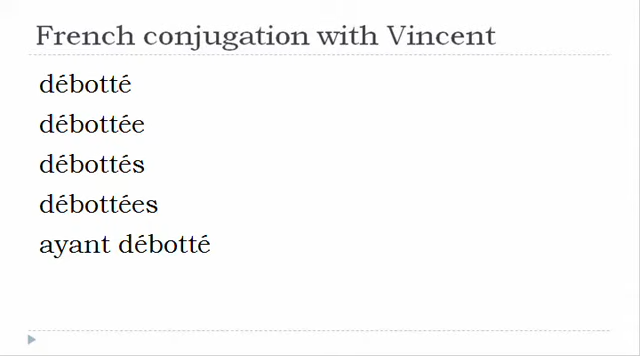 French conjugation with Vincent
débotté
débottée
débottés
débottées
ayant débotté